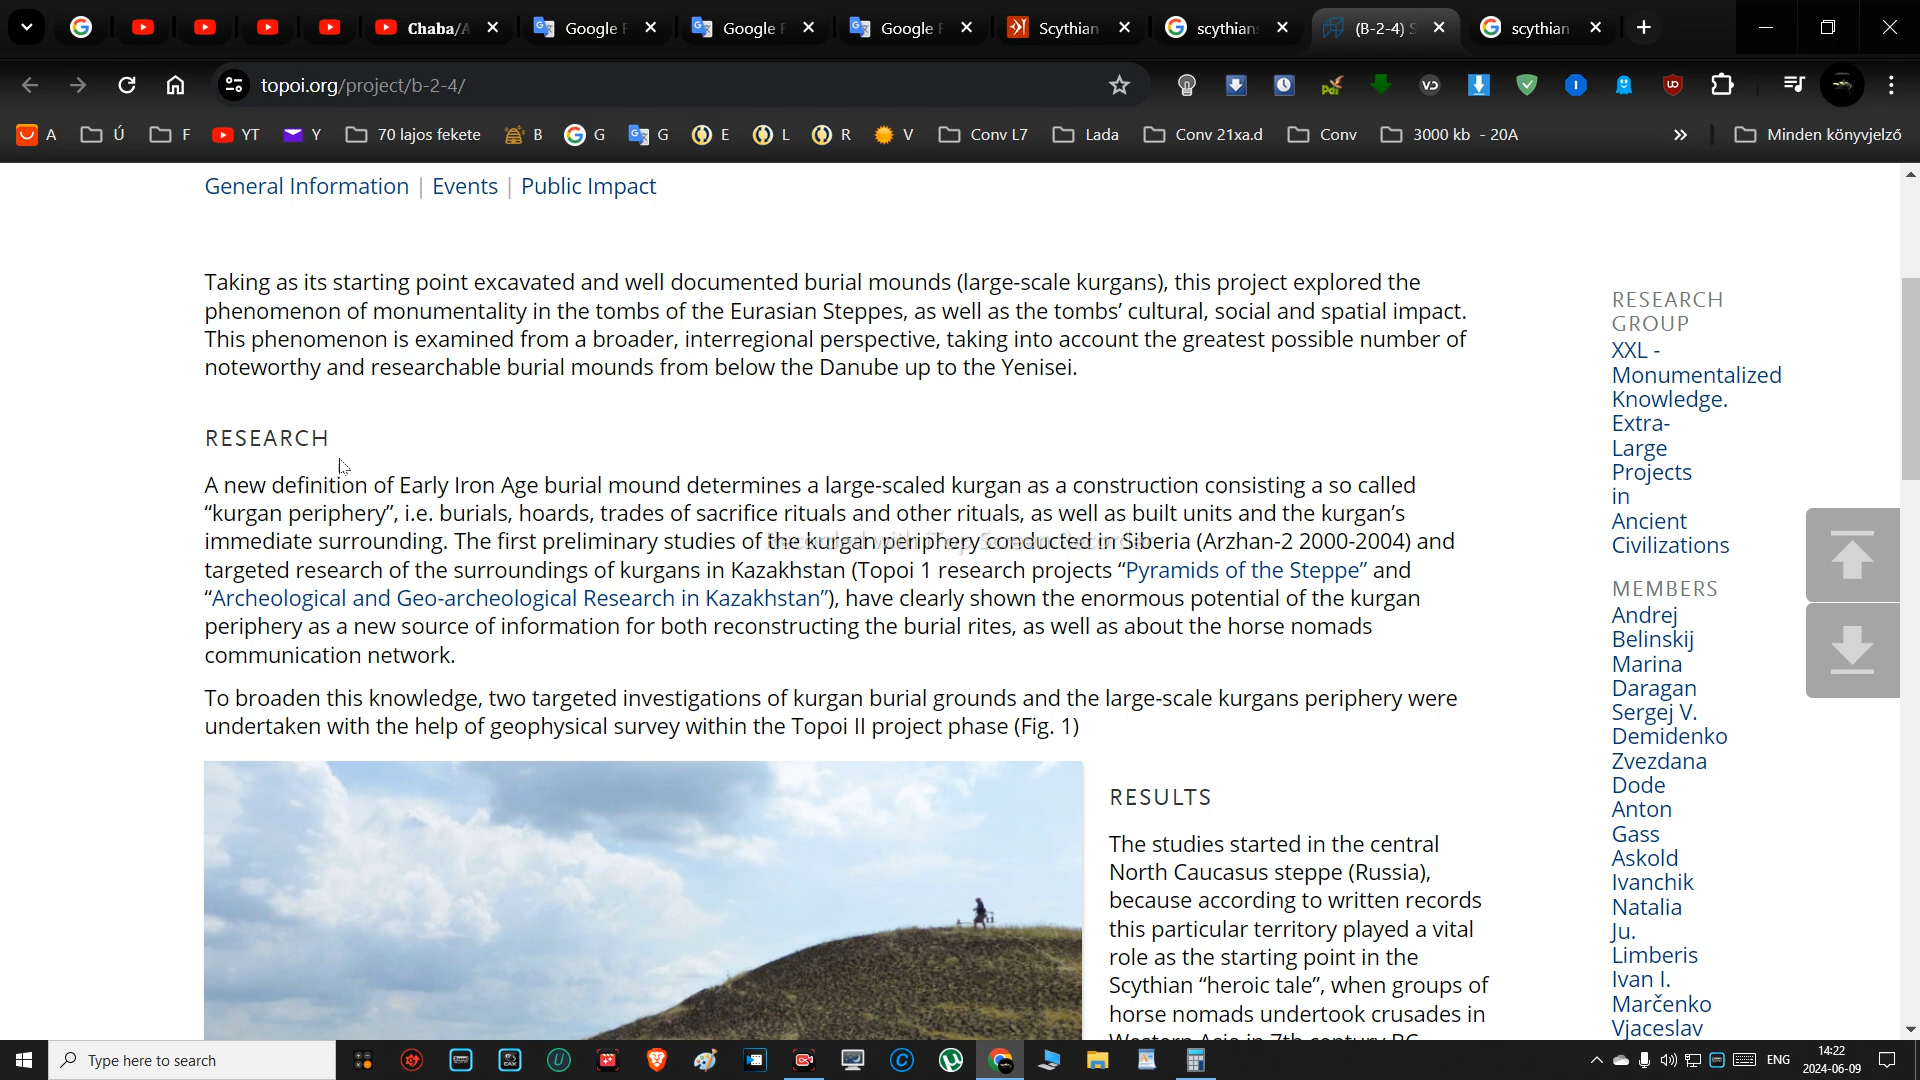 Chaba/A
Google F
Google F
Google F
Scythian
scythian
(B-2-4) S
scythian
topoi.org/project/b-2-4/
A
Ú
F
YT
Y
70 lajos fekete
B
G
G
E
L
R
V
Conv L7
Lada
Conv 21xa.d
Conv
3000 kb - 20A
»
Minden könyvjelző
General Information | Events | Public Impact
Taking as its starting point excavated and well documented burial mounds (large-scale kurgans), this project explored the
phenomenon of monumentality in the tombs of the Eurasian Steppes, as well as the tombs’ cultural, social and spatial impact.
This phenomenon is examined from a broader, interregional perspective, taking into account the greatest possible number of
noteworthy and researchable burial mounds from below the Danube up to the Yenisei.
RESEARCH
A new definition of Early Iron Age burial mound determines a large-scaled kurgan as a construction consisting a so called
“kurgan periphery”, i.e. burials, hoards, trades of sacrifice rituals and other rituals, as well as built units and the kurgan’s
immediate surrounding. The first preliminary studies of the kurgan periphery conducted in Siberia (Arzhan-2 2000-2004) and
targeted research of the surroundings of kurgans in Kazakhstan (Topoi 1 research projects “Pyramids of the Steppe” and
“Archeological and Geo-archeological Research in Kazakhstan”), have clearly shown the enormous potential of the kurgan
periphery as a new source of information for both reconstructing the burial rites, as well as about the horse nomads
communication network.
To broaden this knowledge, two targeted investigations of kurgan burial grounds and the large-scale kurgans periphery were
undertaken with the help of geophysical survey within the Topoi II project phase (Fig. 1)
RESULTS
The studies started in the central
North Caucasus steppe (Russia),
because according to written records
this particular territory played a vital
role as the starting point in the
Scythian “heroic tale”, when groups of
horse nomads undertook crusades in
Western Asia in 7th century BC.
RESEARCH
GROUP
XXL -
Monumentalized
Knowledge.
Extra-
Large
Projects
in
Ancient
Civilizations
MEMBERS
Andrej
Belinskij
Marina
Daragan
Sergej V.
Demidenko
Zvezdana
Dode
Anton
Gass
Askold
Ivanchik
Natalia
Ju.
Limberis
Ivan I.
Marčenko
Vjaceslav
Type here to search
ENG
14:22
2024-06-09